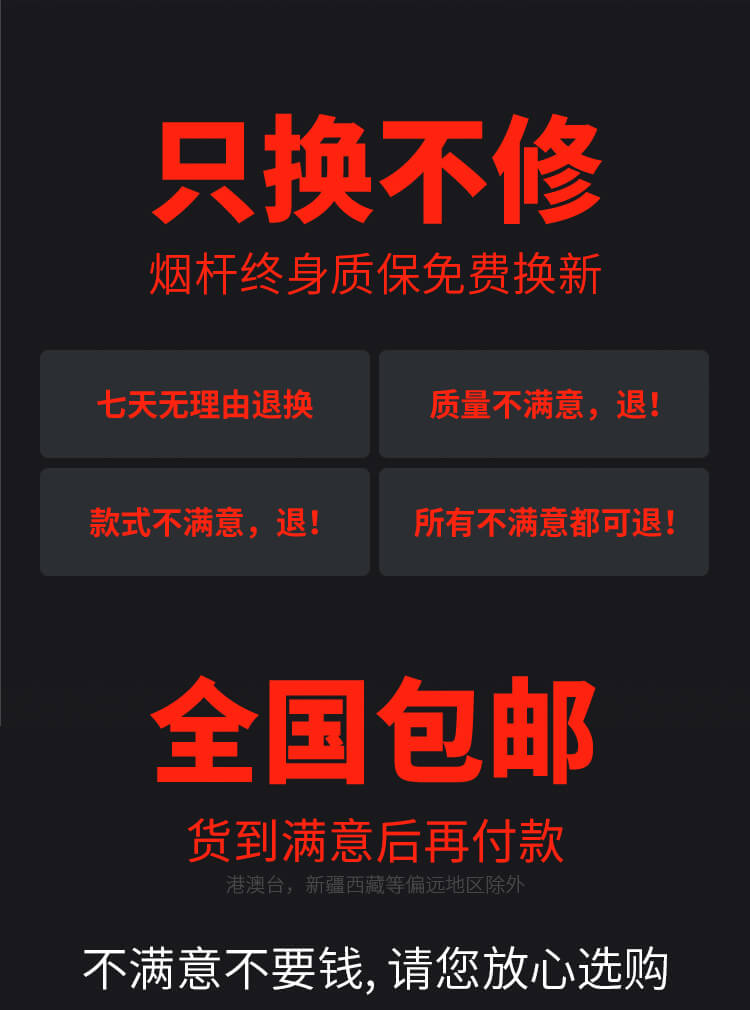 只换不修
烟杆终身质保免费换新
七天无理由退换
质量不满意，退！
款式不满意，退！
所有不满意都可退！
全国包邮
货到满意后再付款
港澳台，新疆西藏等偏远地区除外
不满意不要钱, 请您放心选购